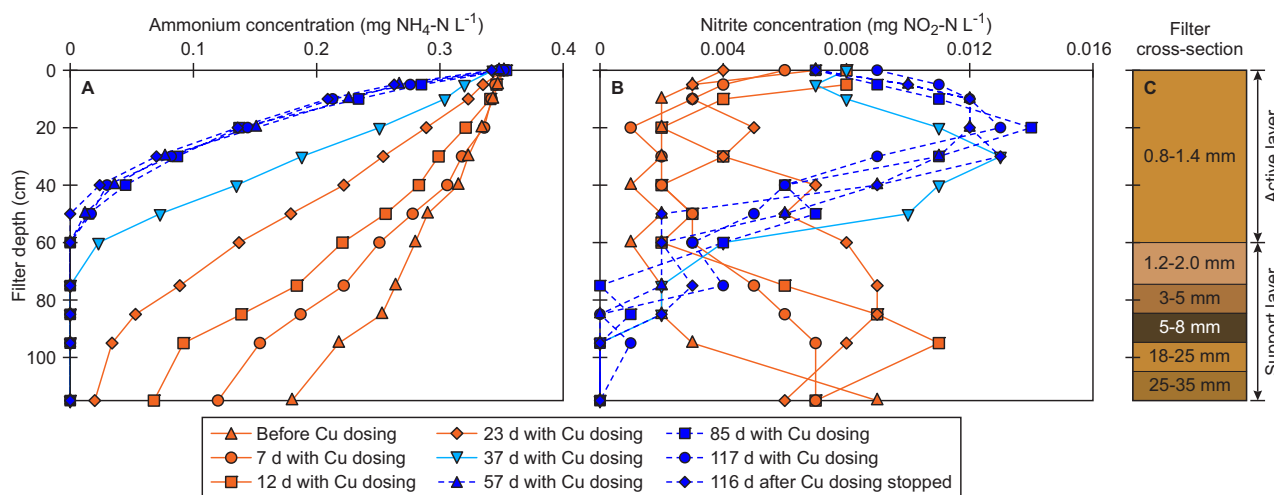 Ammonium concentration (mg NH4-N L-1)
0 0.1 0.2 0.3 0.4
Nitrite concentration (mg NO2-N L-1)
0 0.004 0.008 0.012 0.016
Filter
cross-section
Filter depth (cm)
0
20
40
60
80
100
A
B
C
0.8-1.4 mm
1.2-2.0 mm
3-5 mm
5-8 mm
18-25 mm
25-35 mm
Active layer
Support layer
Before Cu dosing
7 d with Cu dosing
12 d with Cu dosing
23 d with Cu dosing
37 d with Cu dosing
57 d with Cu dosing
85 d with Cu dosing
117 d with Cu dosing
116 d after Cu dosing stopped